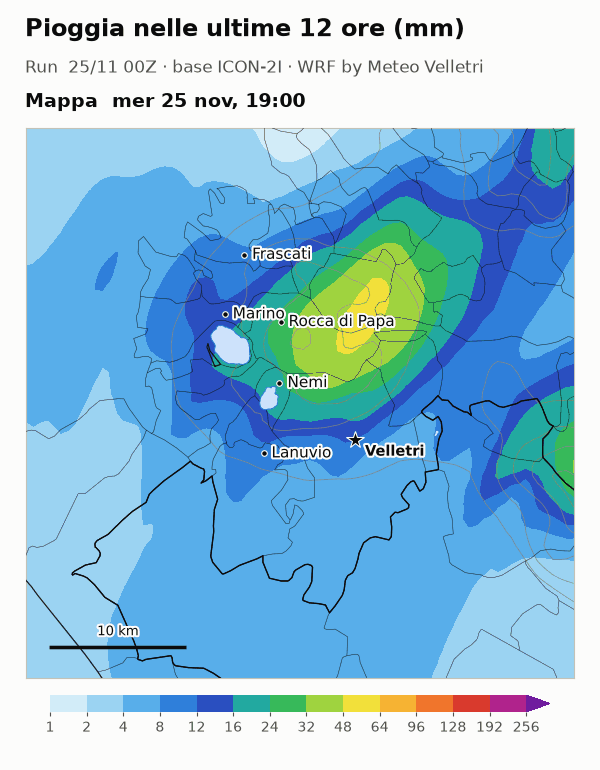 Pioggia nelle ultime 12 ore (mm)
Run  25/11 00Z · base ICON-2I · WRF by Meteo Velletri
Mappa  mer 25 nov, 19:00
Frascati
Marino
Rocca di Papa
Nemi
Velletri
Lanuvio
10 km
1 2 4 8 12 16 24 32 48 64 96 128 192 256